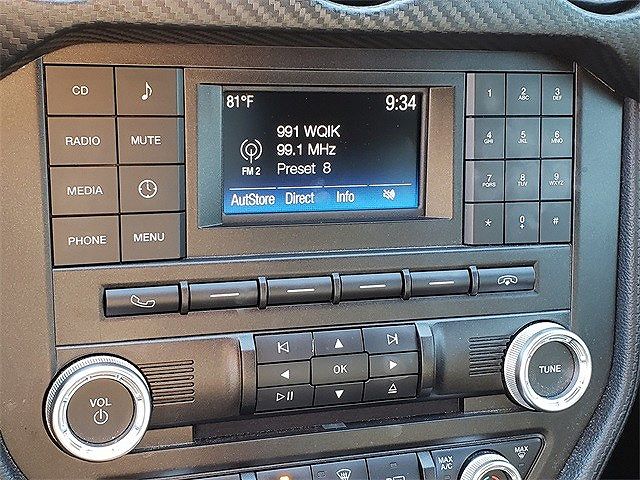 81°F 9:34
991 WQIK
99.1 MHz
FM 2 Preset 8
AutStore Direct Info
CD
RADIO MUTE
MEDIA
PHONE MENU
1 2 ABC 3 DEF
4 GHI 5 JKL 6 MNO
7 PQRS 8 TUV 9 WXYZ
* 0 + #
OK
VOL
TUNE
MAX A/C
MAX